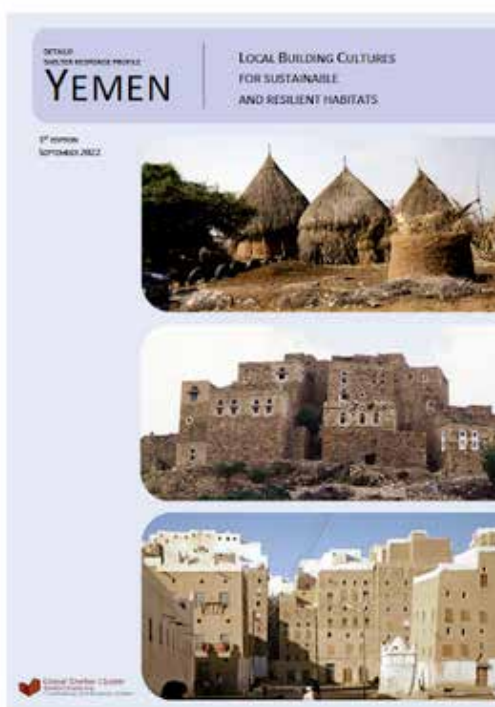 DETAILED
SHELTER RESPONSE PROFILE
YEMEN
LOCAL BUILDING CULTURES
FOR SUSTAINABLE
AND RESILIENT HABITATS
1st EDITION
SEPTEMBER 2022
Global Shelter Cluster